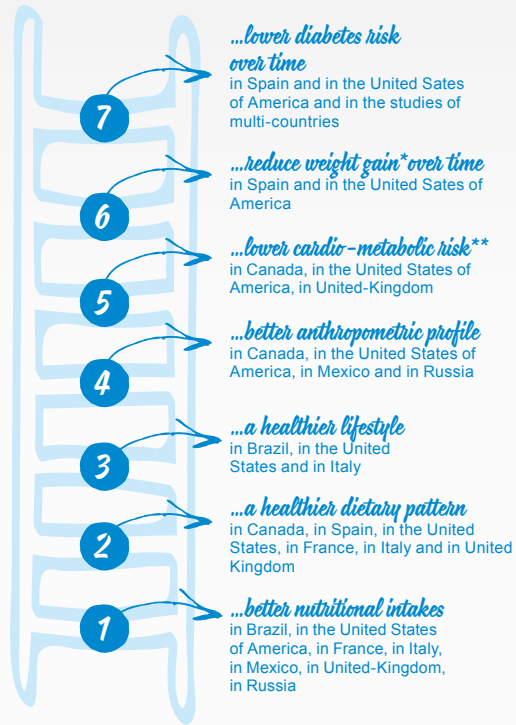 ...lower diabetes risk
over time
in Spain and in the United Sates
of America and in the studies of
multi-countries
7
...reduce weight gain*over time
in Spain and in the United Sates of
America
6
...lower cardio-metabolic risk**
in Canada, in the United States of
America, in United-Kingdom
5
...better anthropometric profile
in Canada, in the United States of
America, in Mexico and in Russia
4
...a healthier lifestyle
in Brazil, in the United
States and in Italy
3
...a healthier dietary pattern
in Canada, in Spain, in the United
States, in France, in Italy and in United
Kingdom
2
...better nutritional intakes
in Brazil, in the United States
of America, in France, in Italy,
in Mexico, in United-Kingdom,
in Russia
1